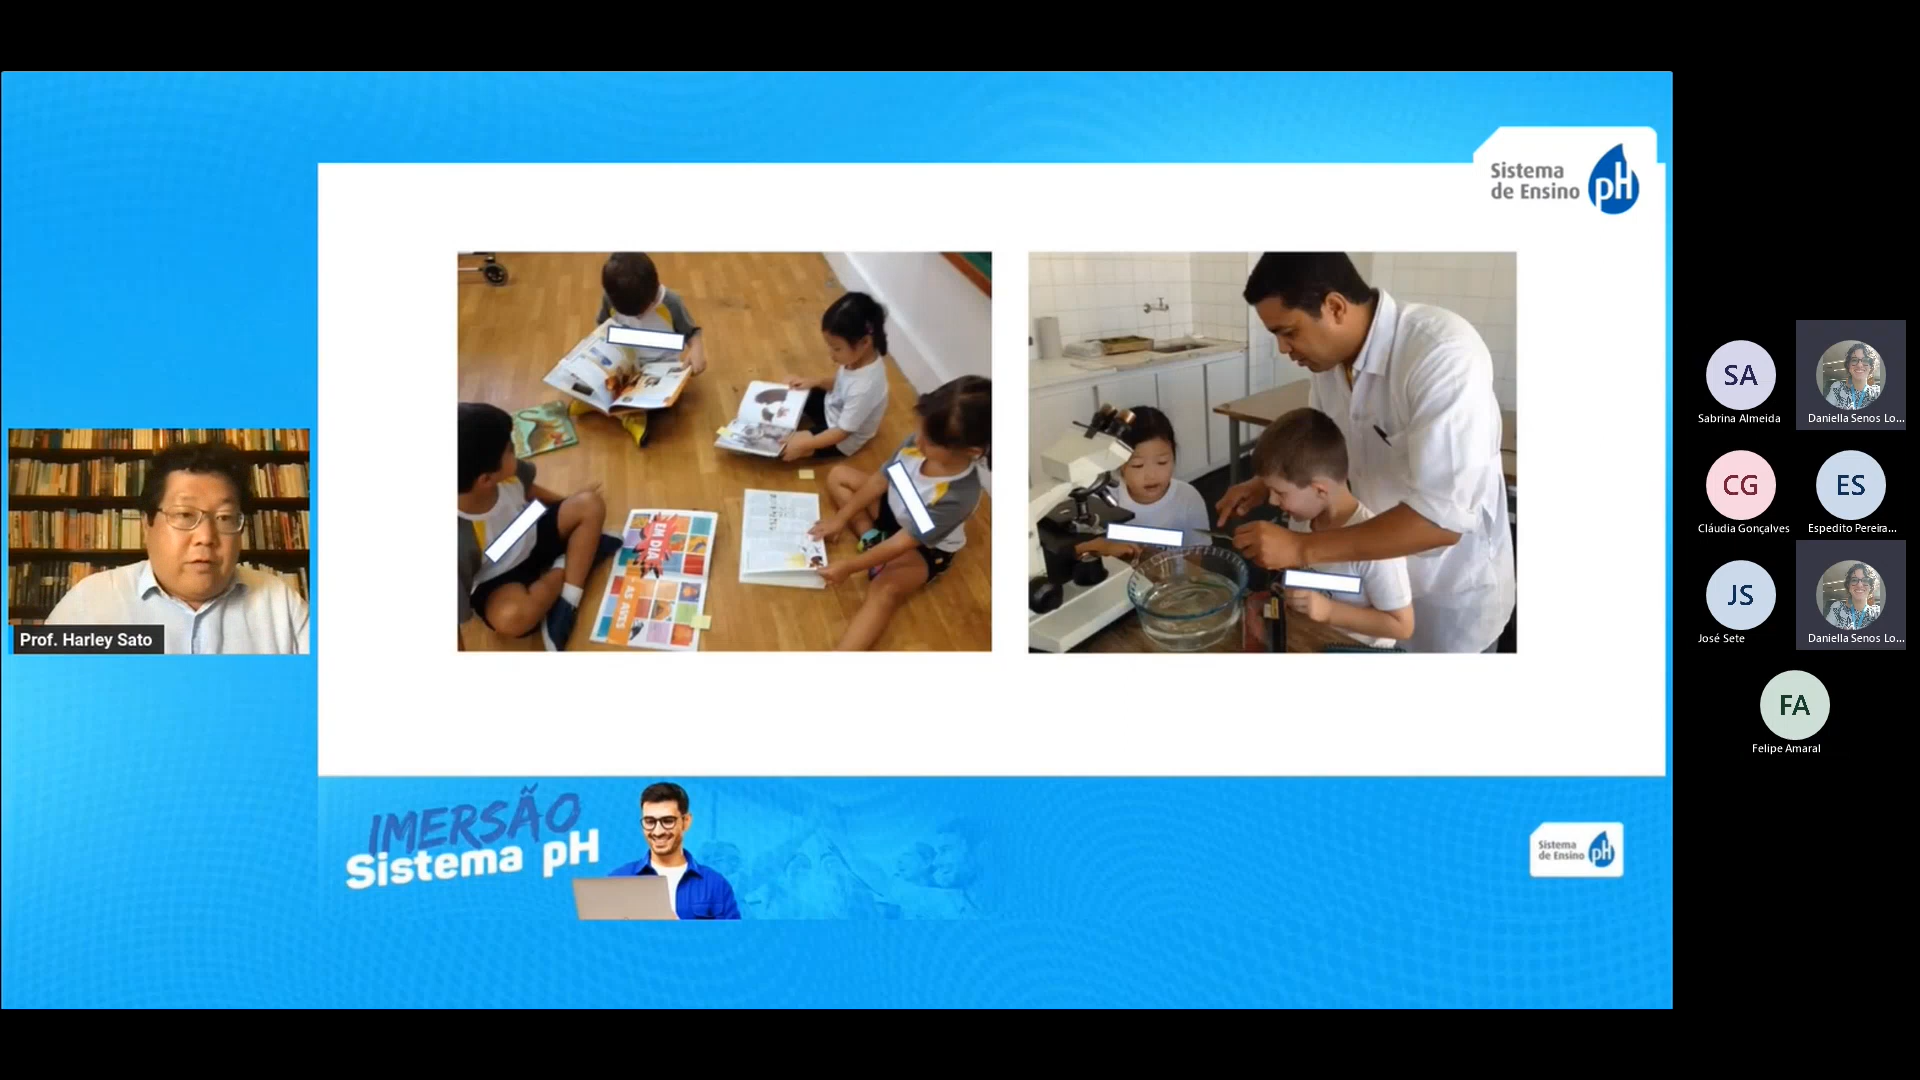 Sistema
de Ensino
pH
EM DIA
AS AVES
Prof. Harley Sato
IMERSÃO
Sistema pH
Sistema
de Ensino
pH
SA
Sabrina Almeida
Daniella Senos Lo...
CG
Cláudia Gonçalves
ES
Espedito Pereira...
JS
José Sete
Daniella Senos Lo...
FA
Felipe Amaral